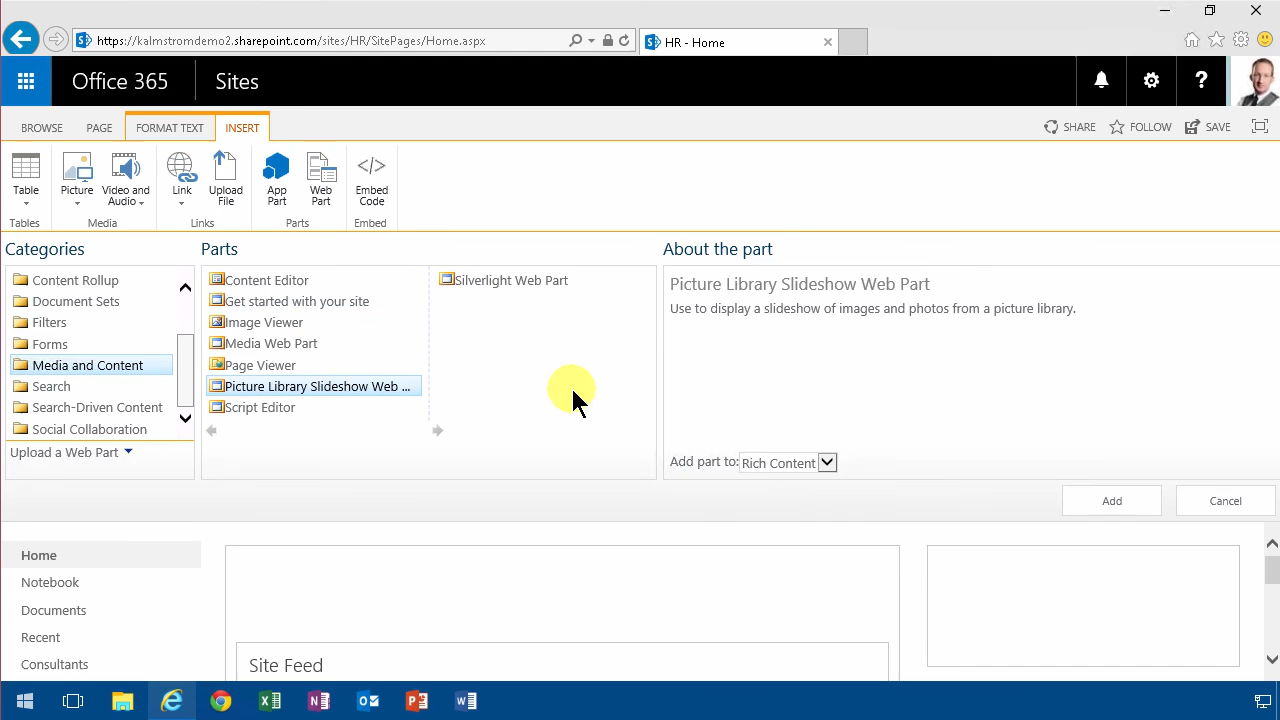 https://kalmstromdemo2.sharepoint.com/sites/HR/SitePages/Home.aspx
HR - Home
Office 365
Sites
BROWSE
PAGE
FORMAT TEXT
INSERT
SHARE
FOLLOW
SAVE
Table
Picture
Video and Audio
Link
Upload File
App Part
Web Part
Embed Code
Tables
Media
Links
Parts
Embed
Categories
Content Rollup
Document Sets
Filters
Forms
Media and Content
Search
Search-Driven Content
Social Collaboration
Upload a Web Part
Parts
Content Editor
Get started with your site
Image Viewer
Media Web Part
Page Viewer
Picture Library Slideshow Web ...
Script Editor
Silverlight Web Part
About the part
Picture Library Slideshow Web Part
Use to display a slideshow of images and photos from a picture library.
Add part to: Rich Content
Add
Cancel
Home
Notebook
Documents
Recent
Consultants
Site Feed